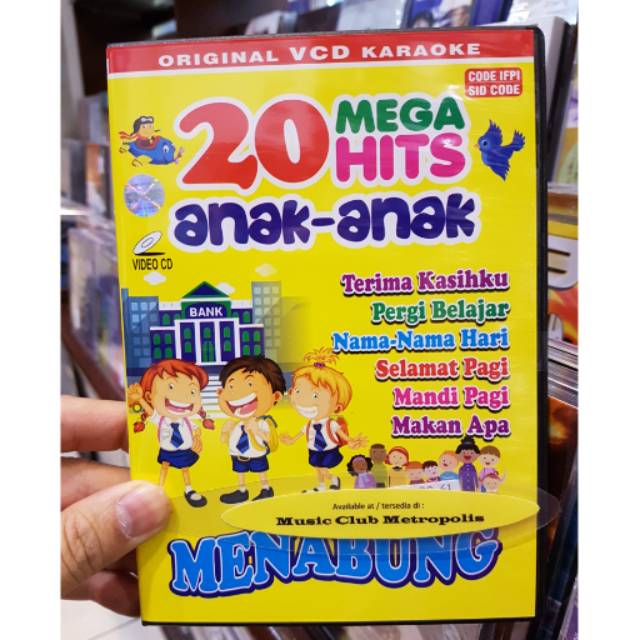 ORIGINAL VCD KARAOKE
CODE IFPI
SID CODE
20 MEGA
HITS
anak-anak
VIDEO CD
BANK
Terima Kasihku
Pergi Belajar
Nama-Nama Hari
Selamat Pagi
Mandi Pagi
Makan Apa
Available at / tersedia di :
Music Club Metropolis
MENABUNG